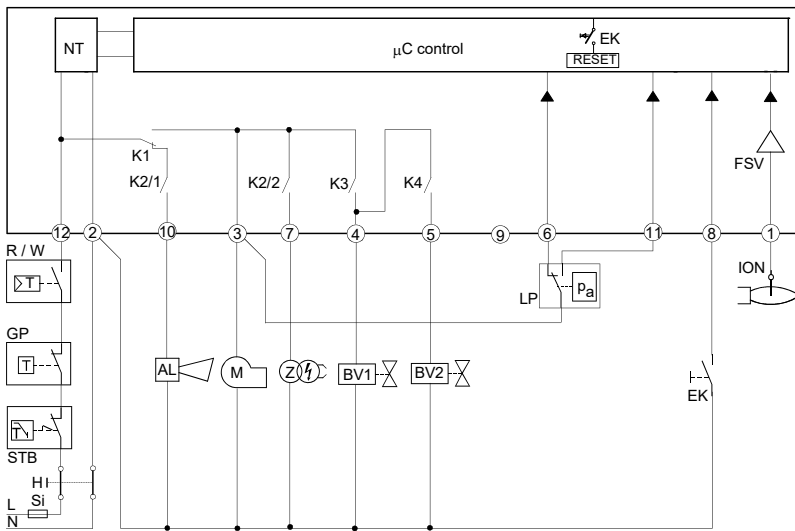 NT
μC control
EK
RESET
FSV
K1
K2/1
K2/2
K3
K4
12
2
10
3
7
4
5
9
6
11
8
1
R / W
T
LP
pa
ION
GP
T
AL
M
Z
BV1
BV2
EK
T
STB
H
Si
L
N